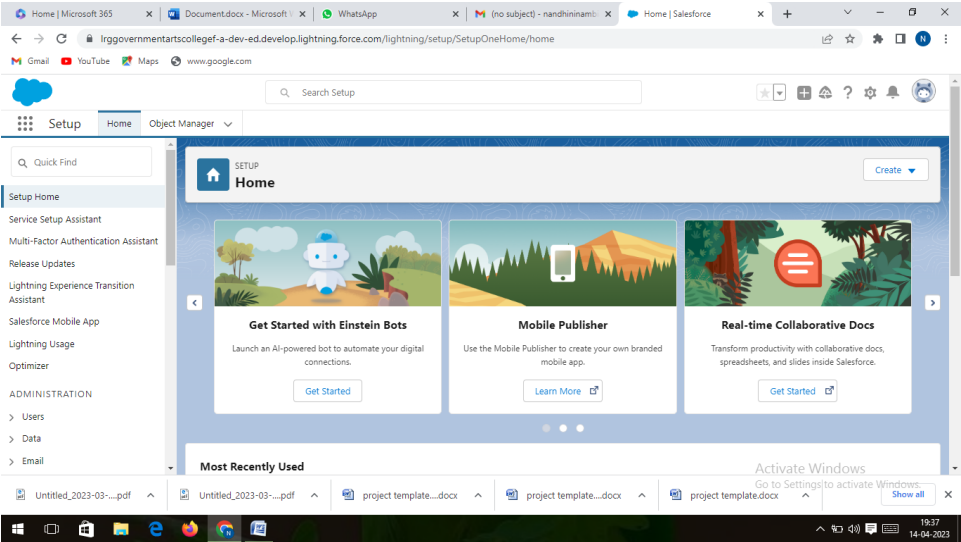 Home | Microsoft 365
Document.docx - Microsoft W
WhatsApp
(no subject) - nandhininamb
Home | Salesforce
lrggovernmentartscollegef-a-dev-ed.develop.lightning.force.com/lightning/setup/SetupOneHome/home
N
Gmail YouTube Maps www.google.com
Search Setup
Setup Home Object Manager
Quick Find
Setup Home
Service Setup Assistant
Multi-Factor Authentication Assistant
Release Updates
Lightning Experience Transition
Assistant
Salesforce Mobile App
Lightning Usage
Optimizer
ADMINISTRATION
Users
Data
Email
SETUP
Home
Create
Get Started with Einstein Bots
Launch an AI-powered bot to automate your digital
connections.
Get Started
Mobile Publisher
Use the Mobile Publisher to create your own branded
mobile app.
Learn More
Real-time Collaborative Docs
Transform productivity with collaborative docs,
spreadsheets, and slides inside Salesforce.
Get Started
Most Recently Used
Activate Windows
Go to Settings to activate Windows.
Untitled_2023-03-....pdf
Untitled_2023-03-....pdf
project template....docx
project template....docx
project template.docx
Show all
19:37
14-04-2023